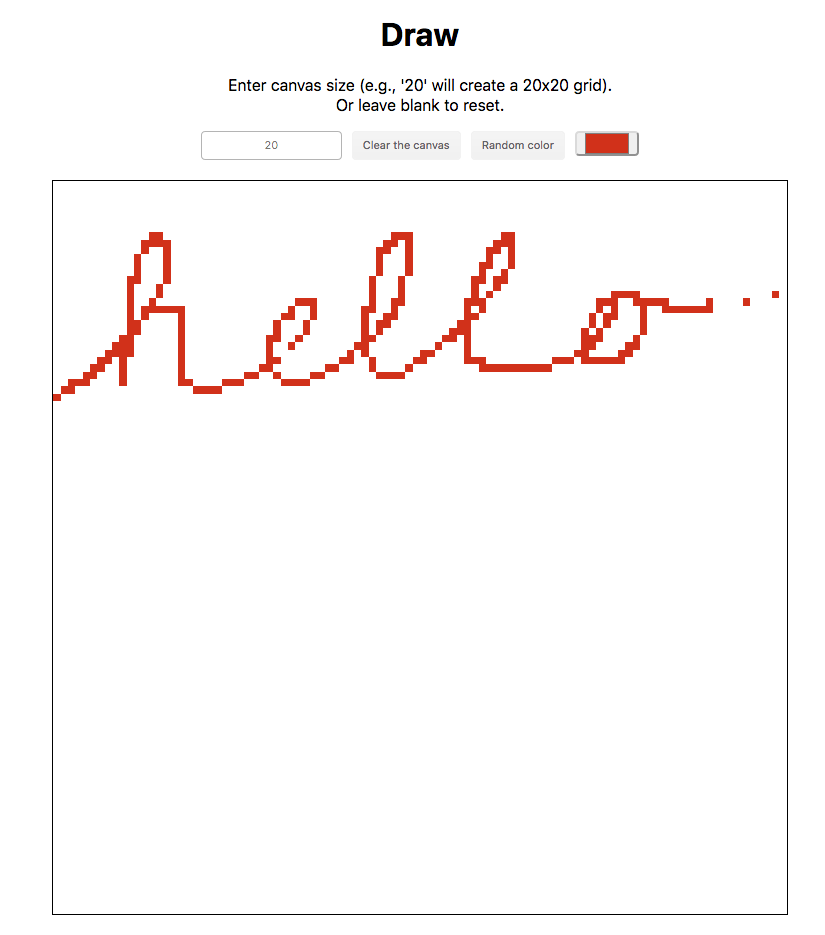 Draw
Enter canvas size (e.g., '20' will create a 20x20 grid).
Or leave blank to reset.
20 Clear the canvas Random color
hello